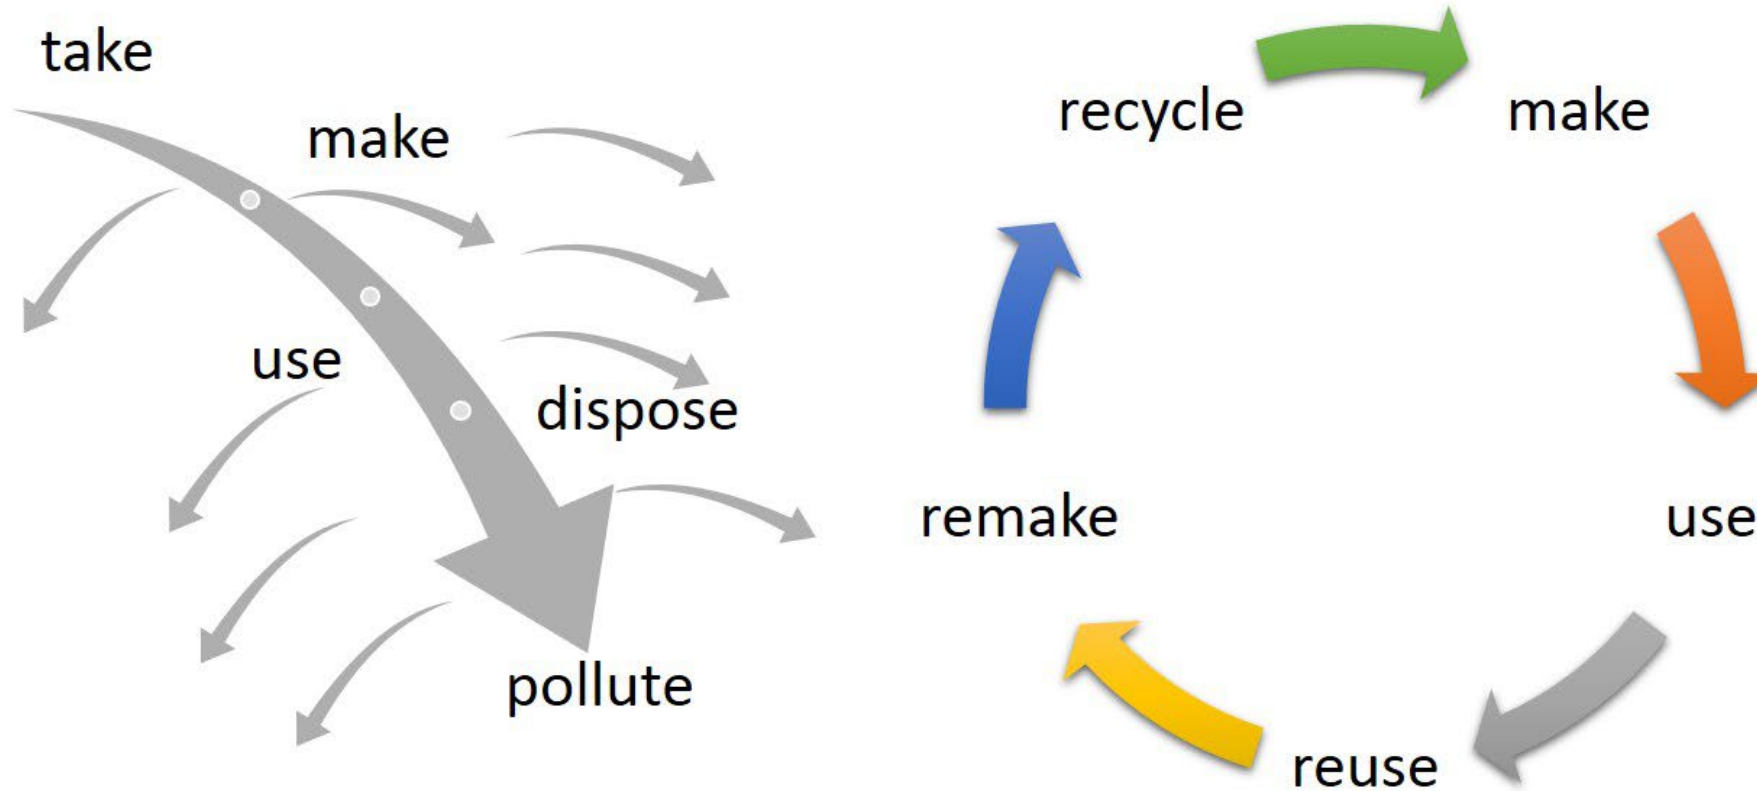 take
make
use
dispose
pollute
recycle
make
use
reuse
remake